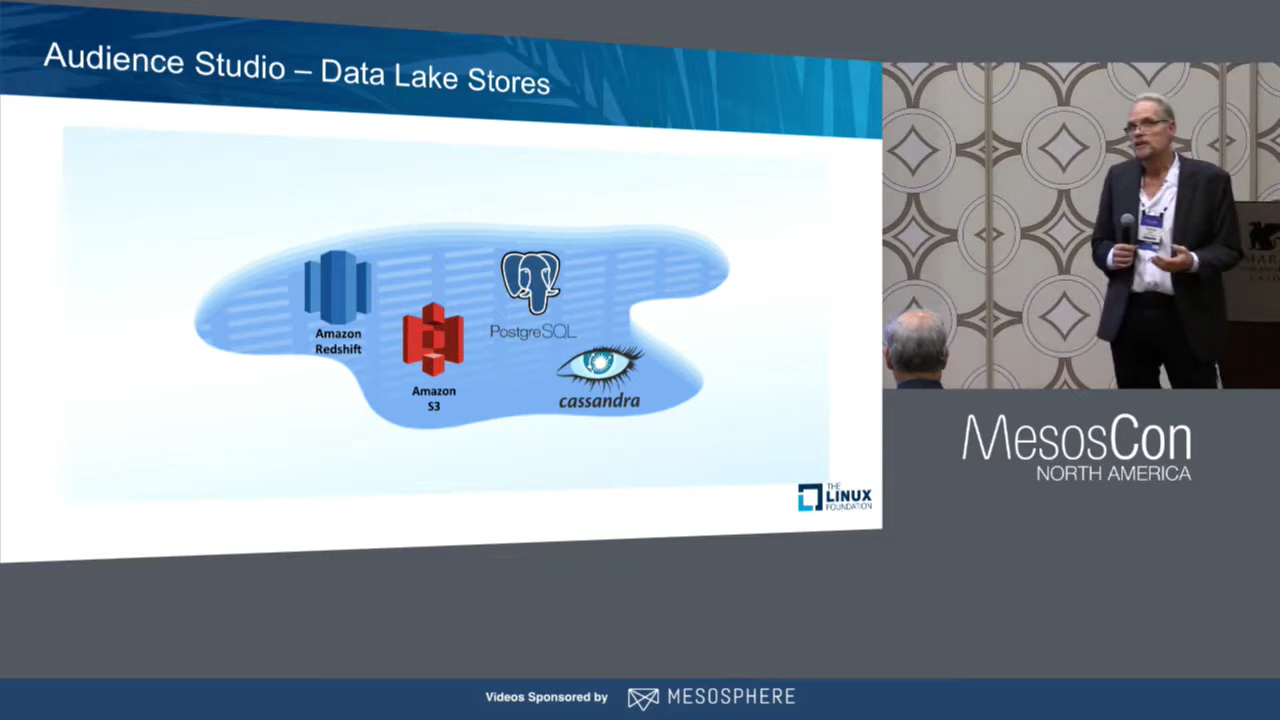 Audience Studio – Data Lake Stores
Amazon
Redshift
Amazon
S3
PostgreSQL
cassandra
THE
LINUX
FOUNDATION
MesosCon
NORTH AMERICA
Videos Sponsored by
MESOSPHERE